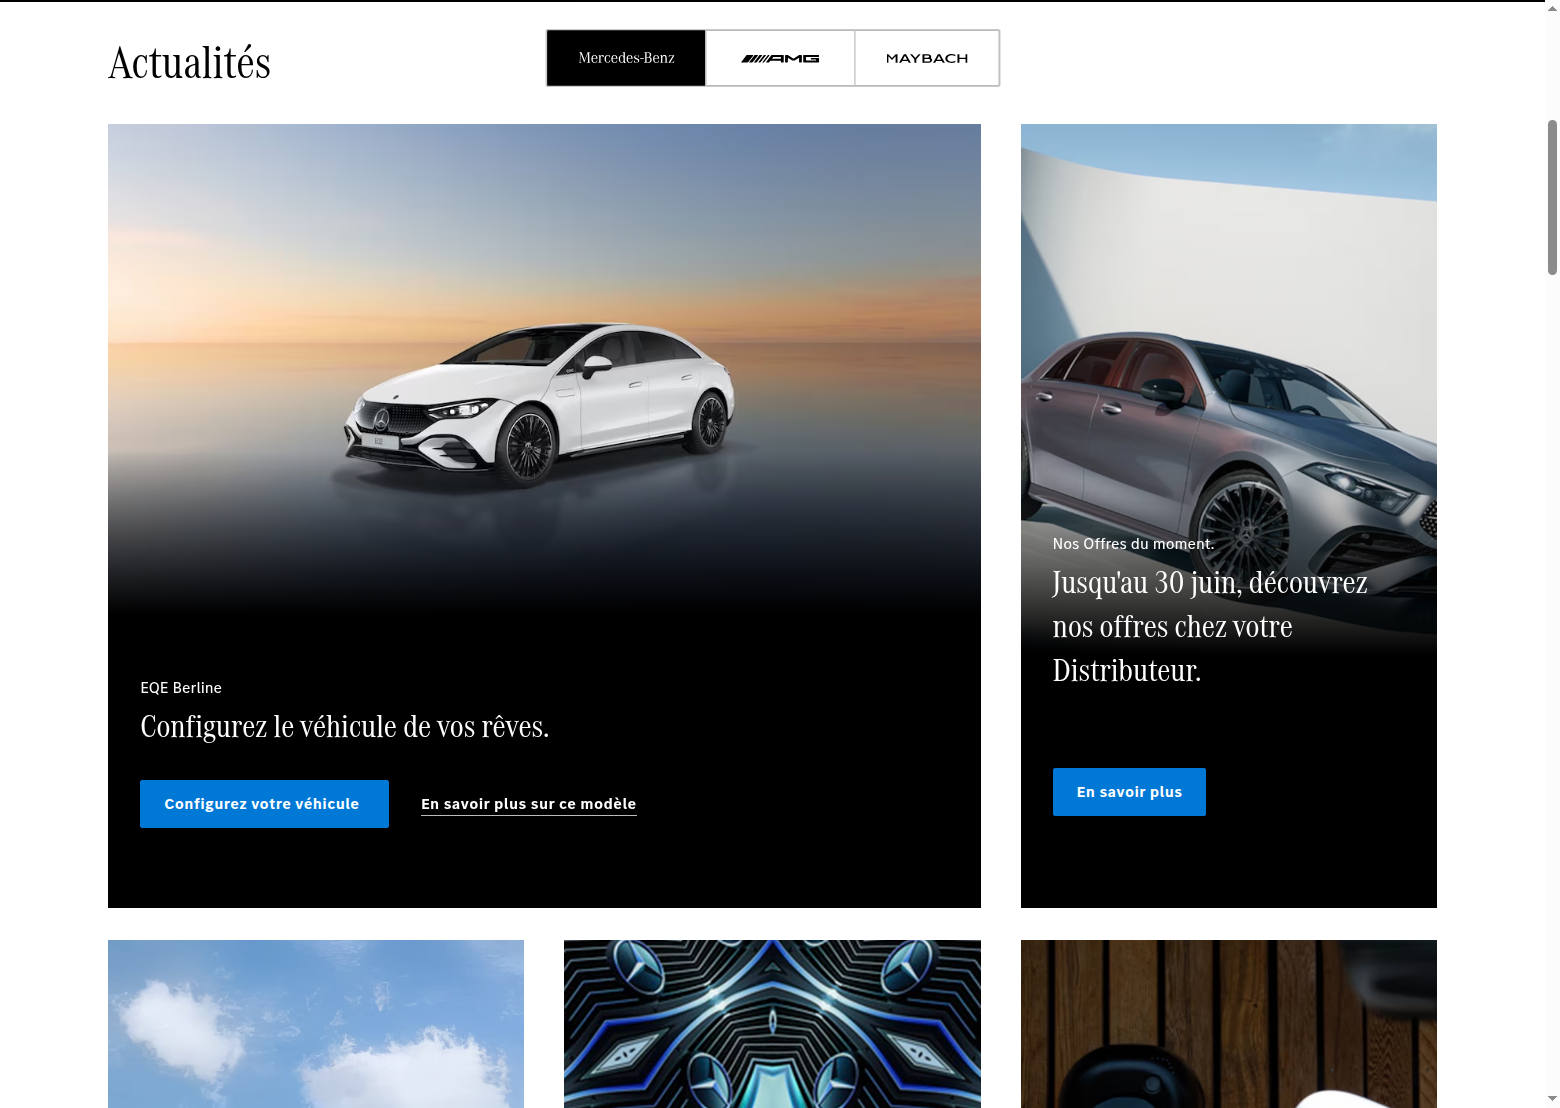 Actualités
Mercedes-Benz
AMG
MAYBACH
EQE Berline
Configurez le véhicule de vos rêves.
Configurez votre véhicule
En savoir plus sur ce modèle
Nos Offres du moment.
Jusqu'au 30 juin, découvrez
nos offres chez votre
Distributeur.
En savoir plus